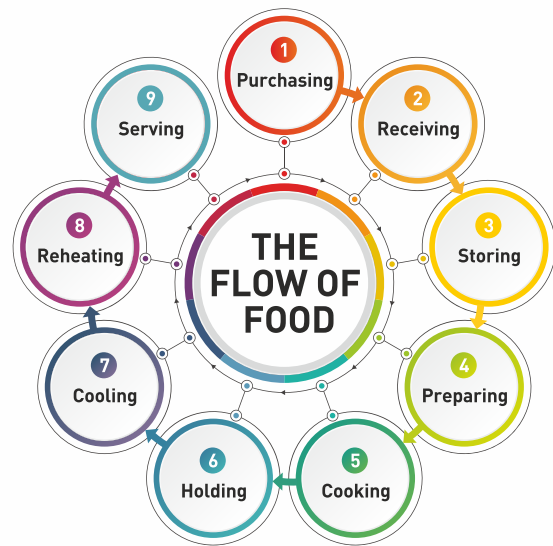 THE
FLOW OF
FOOD
1
Purchasing
2
Receiving
3
Storing
4
Preparing
5
Cooking
6
Holding
7
Cooling
8
Reheating
9
Serving